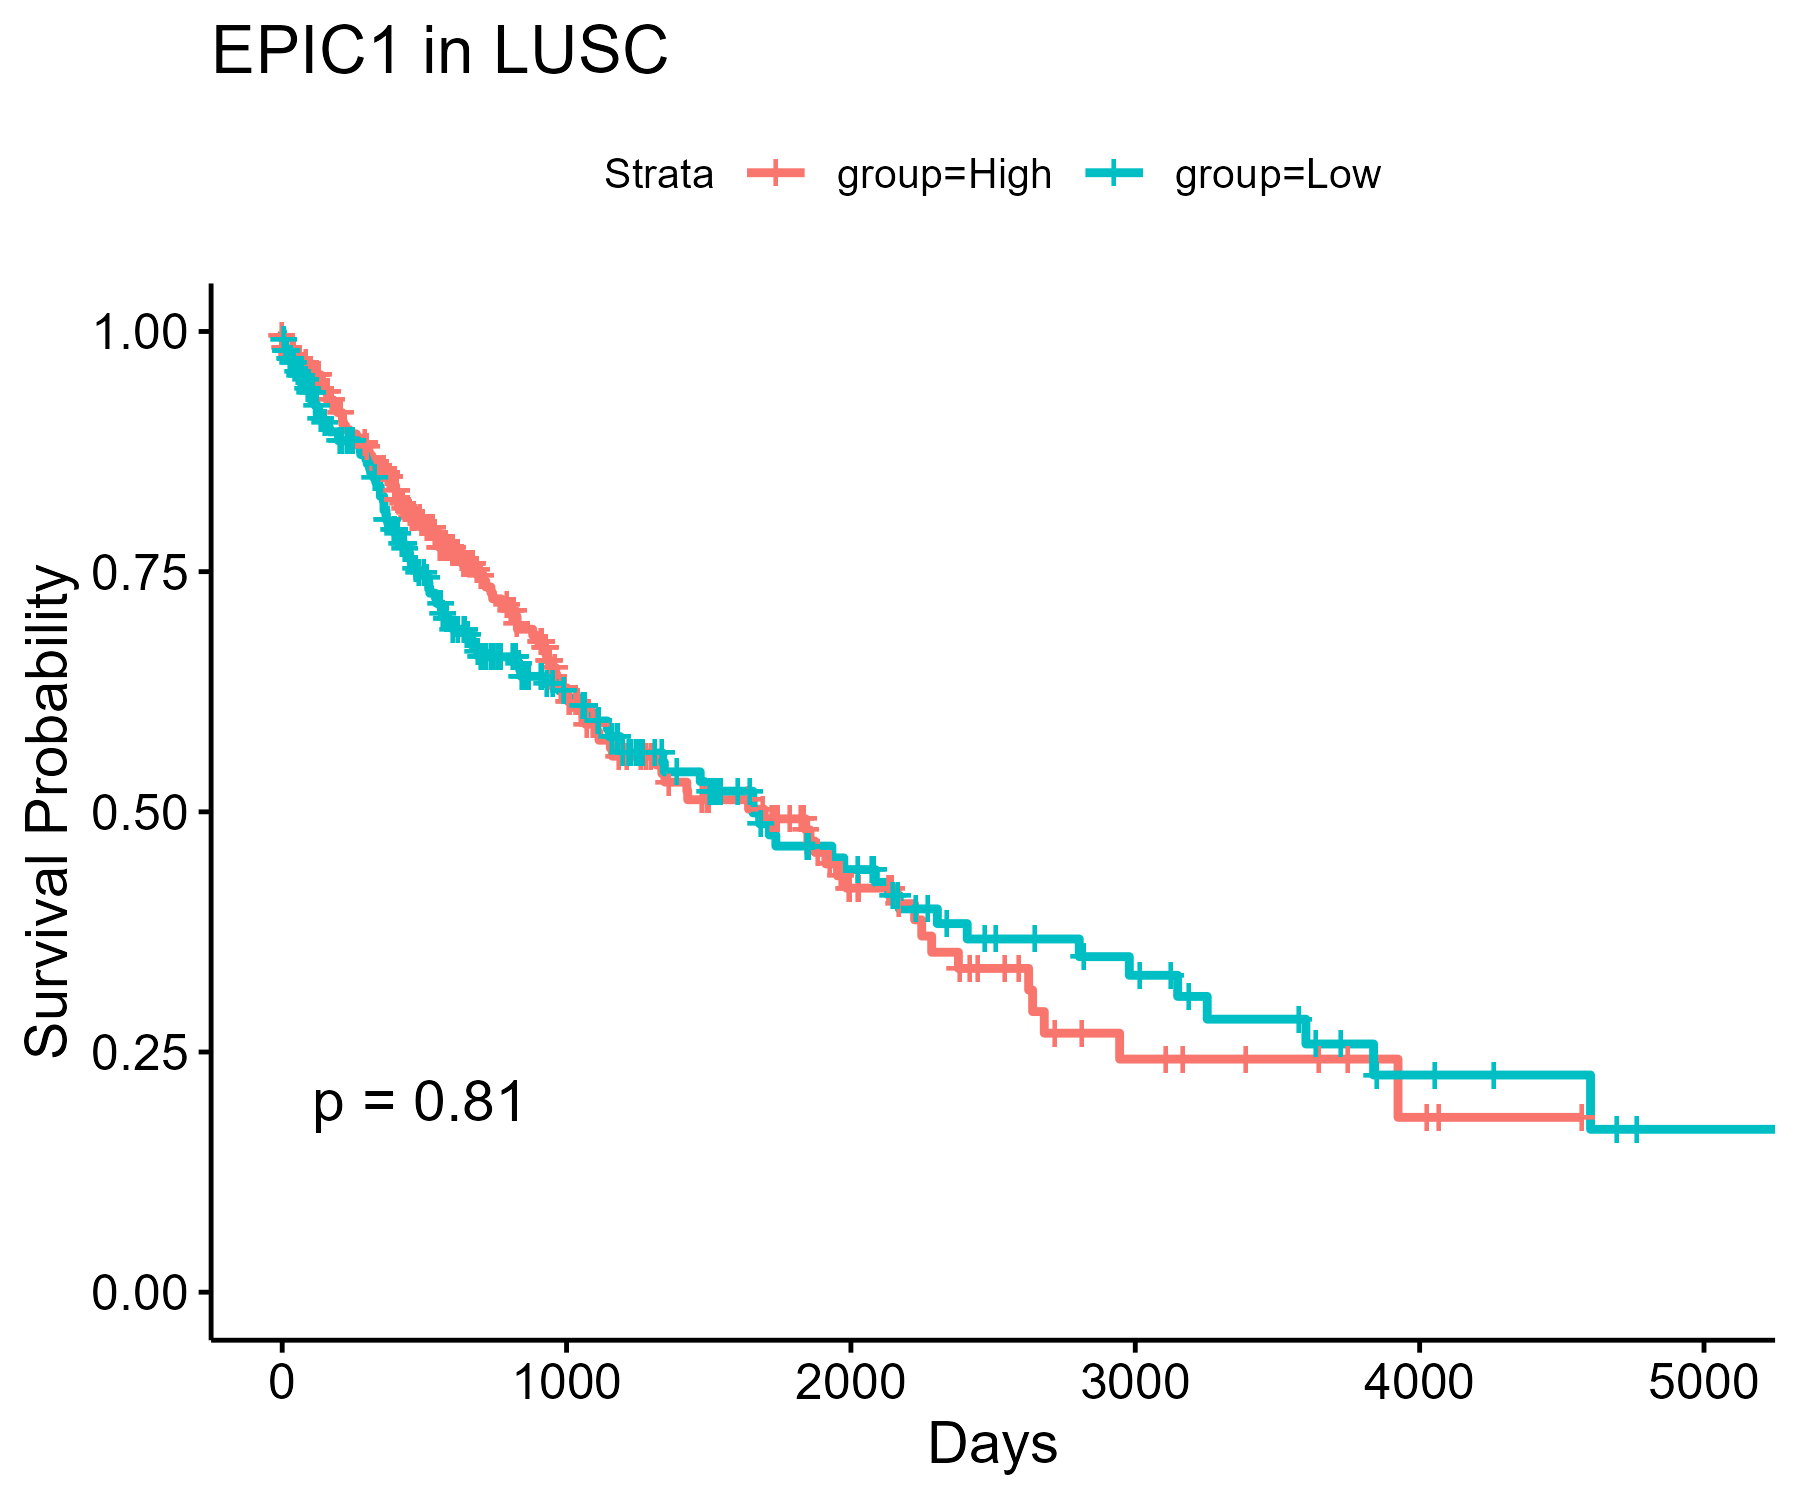 EPIC1 in LUSC
Strata group=High group=Low
1.00
0.75
0.50
0.25
0.00
Survival Probability
p = 0.81
0 1000 2000 3000 4000 5000
Days